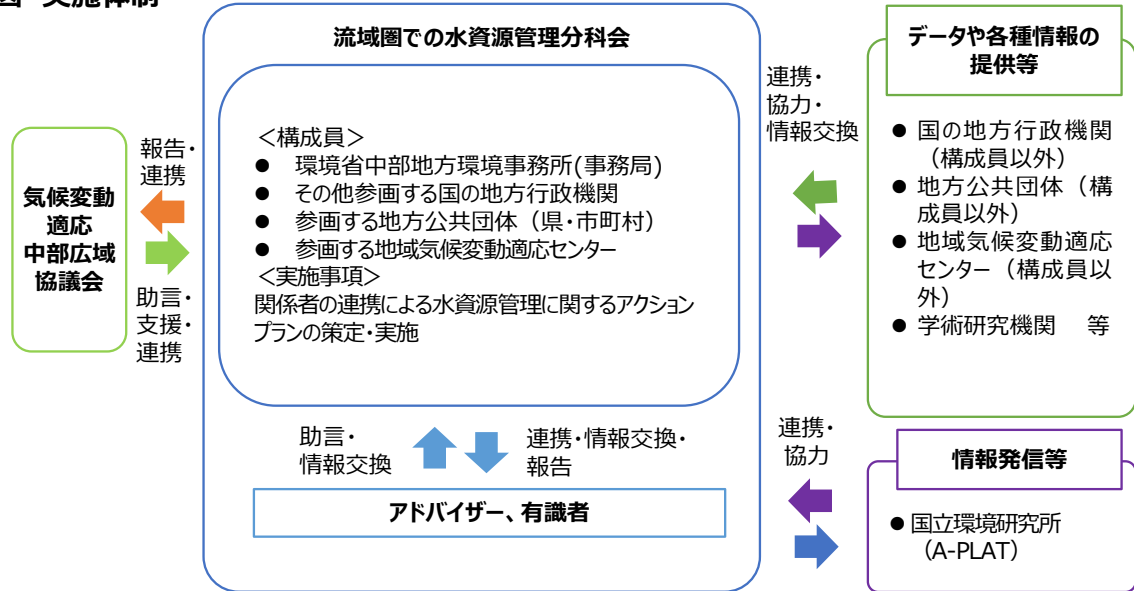 実施体制
流域圏での水資源管理分科会
<構成員>
● 環境省中部地方環境事務所(事務局)
● その他参画する国の地方行政機関
● 参画する地方公共団体（県・市町村）
● 参画する地域気候変動適応センター
<実施事項>
関係者の連携による水資源管理に関するアクション
プランの策定・実施
助言・
情報交換
連携・情報交換・
報告
アドバイザー、有識者
気候変動
適応
中部広域
協議会
報告・
連携
助言・
支援・
連携
連携・
協力・
情報交換
データや各種情報の
提供等
● 国の地方行政機関
（構成員以外）
● 地方公共団体（構
成員以外）
● 地域気候変動適応
センター（構成員以
外）
● 学術研究機関 等
連携・
協力
情報発信等
● 国立環境研究所
（A-PLAT）